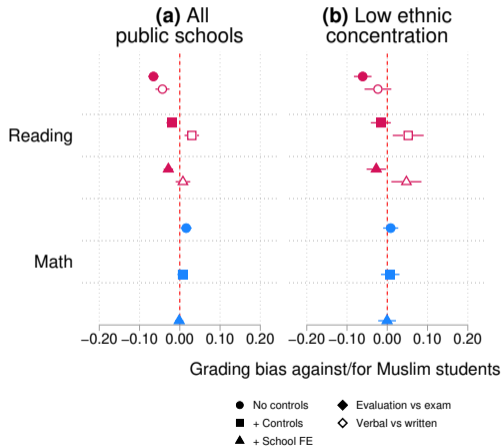 (a) All
public schools
(b) Low ethnic
concentration
Reading
Math
−0.20 −0.10 0.00 0.10 0.20
−0.20 −0.10 0.00 0.10 0.20
Grading bias against/for Muslim students
No controls
Evaluation vs exam
+ Controls
Verbal vs written
+ School FE